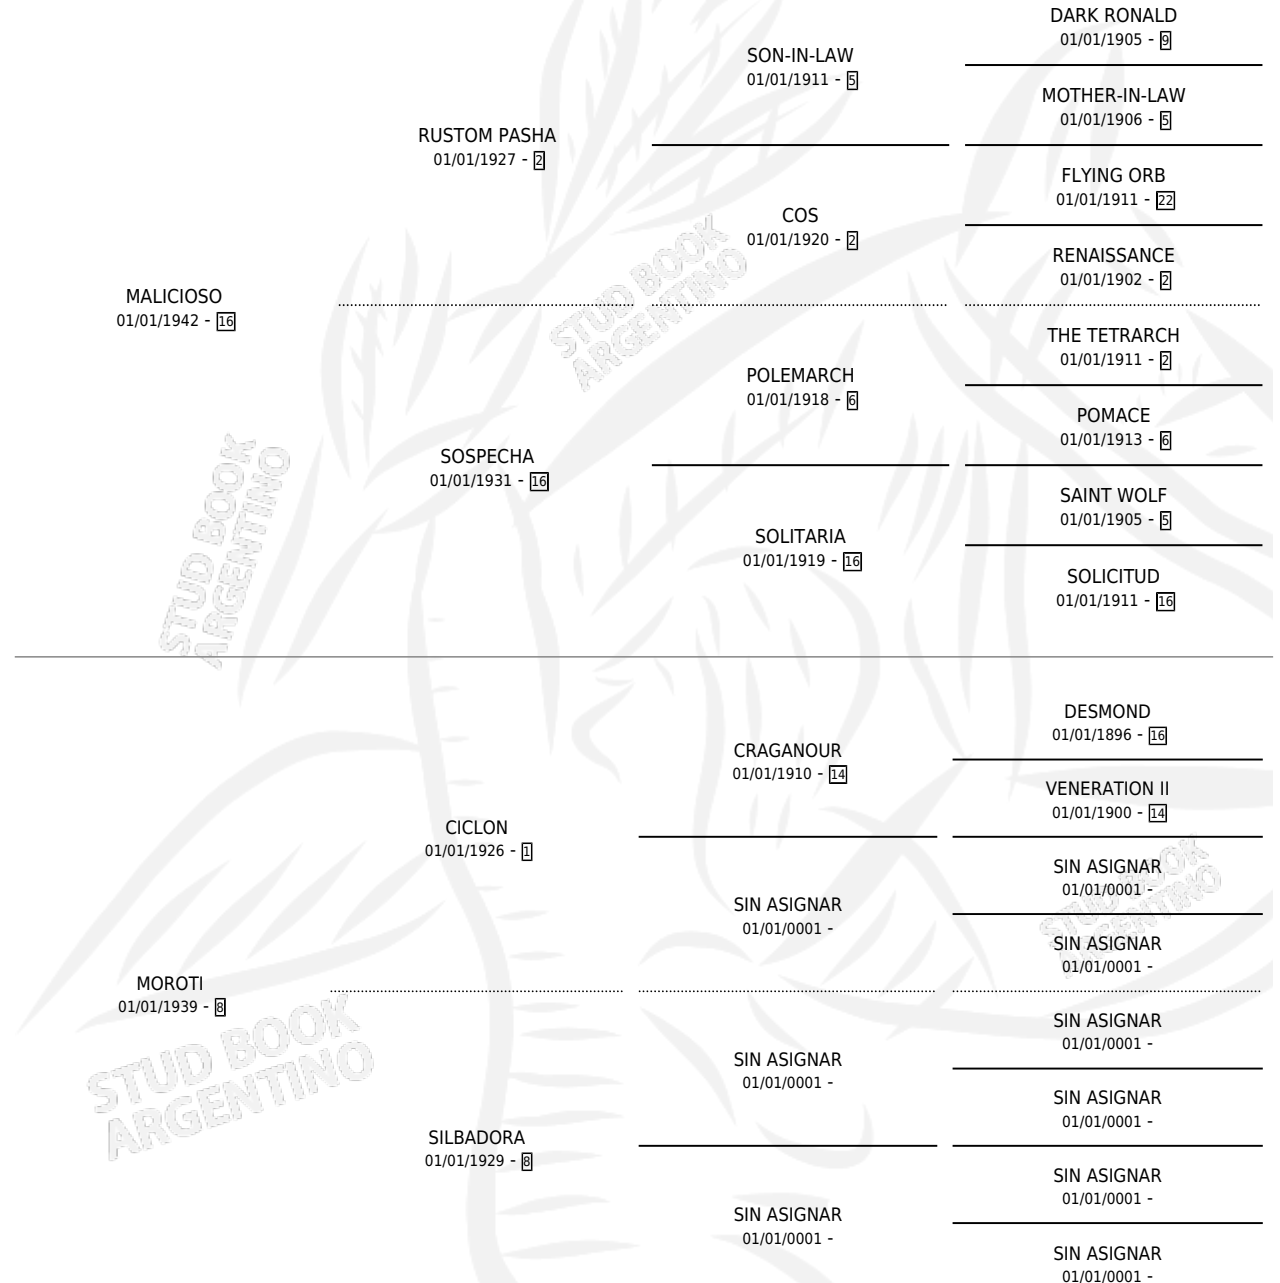 DARK RONALD
01/01/1905 - 9
SON-IN-LAW
01/01/1911 - 5
MOTHER-IN-LAW
01/01/1906 - 5
RUSTOM PASHA
01/01/1927 - 2
FLYING ORB
01/01/1911 - 22
COS
01/01/1920 - 2
RENAISSANCE
01/01/1902 - 2
MALICIOSO
01/01/1942 - 16
THE TETRARCH
01/01/1911 - 2
POLEMARCH
01/01/1918 - 6
POMACE
01/01/1913 - 6
SOSPECHA
01/01/1931 - 16
SAINT WOLF
01/01/1905 - 5
SOLITARIA
01/01/1919 - 16
SOLICITUD
01/01/1911 - 16
STUD BOOK
ARGENTINO
STUD BOOK
ARGENTINO
DESMOND
01/01/1896 - 16
CRAGANOUR
01/01/1910 - 14
VENERATION II
01/01/1900 - 14
CICLON
01/01/1926 - 1
SIN ASIGNAR
01/01/0001 -
SIN ASIGNAR
01/01/0001 -
SIN ASIGNAR
01/01/0001 -
MOROTI
01/01/1939 - 8
SIN ASIGNAR
01/01/0001 -
SIN ASIGNAR
01/01/0001 -
SIN ASIGNAR
01/01/0001 -
SILBADORA
01/01/1929 - 8
SIN ASIGNAR
01/01/0001 -
SIN ASIGNAR
01/01/0001 -
SIN ASIGNAR
01/01/0001 -
STUD BOOK
ARGENTINO
STUD BOOK
ARGENTINO